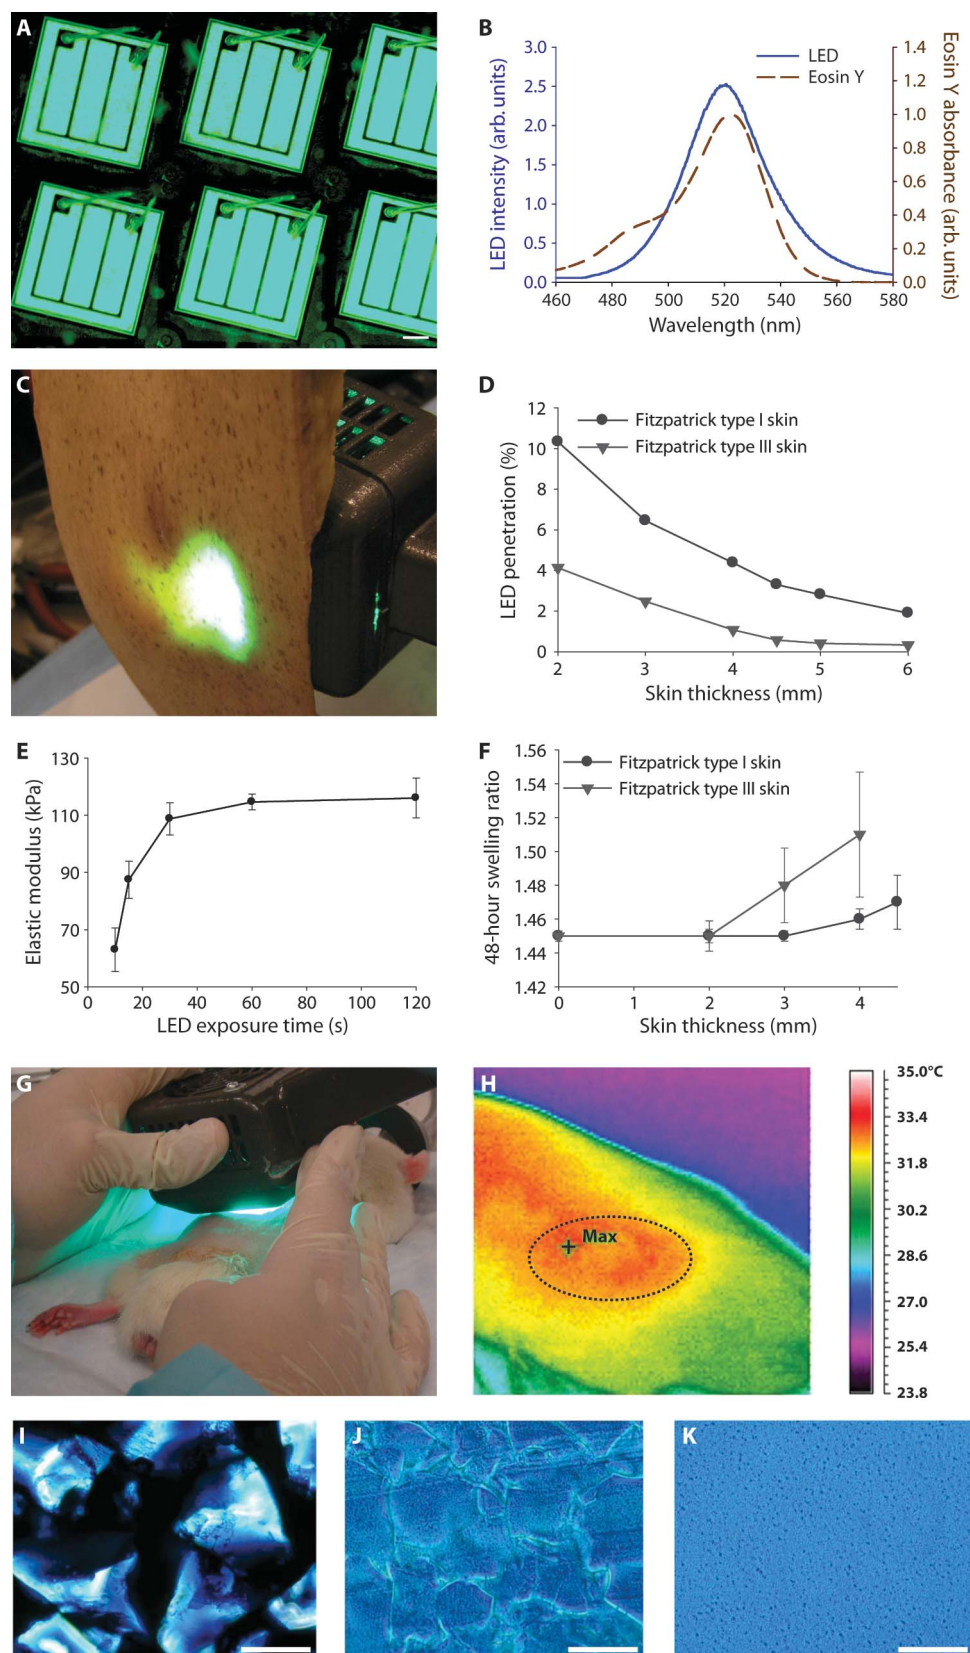 A
B
3.0
2.5
2.0
1.5
1.0
0.5
0.0
LED intensity (arb. units)
LED
Eosin Y
1.4
1.2
1.0
0.8
0.6
0.4
0.2
0.0
Eosin Y absorbance (arb. units)
460 480 500 520 540 560 580
Wavelength (nm)
C
D
12
10
8
6
4
2
0
LED penetration (%)
Fitzpatrick type I skin
Fitzpatrick type III skin
2 3 4 5 6
Skin thickness (mm)
E
130
110
90
70
50
Elastic modulus (kPa)
0 20 40 60 80 100 120
LED exposure time (s)
F
1.56
1.54
1.52
1.50
1.48
1.46
1.44
1.42
48-hour swelling ratio
Fitzpatrick type I skin
Fitzpatrick type III skin
0 1 2 3 4
Skin thickness (mm)
G
H
Max
35.0°C
33.4
31.8
30.2
28.6
27.0
25.4
23.8
I
J
K